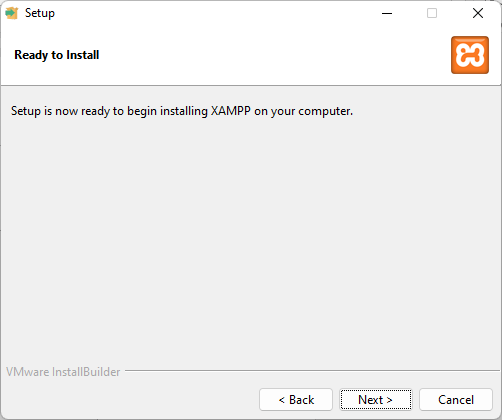 Setup
Ready to Install
Setup is now ready to begin installing XAMPP on your computer.
VMware InstallBuilder
< Back
Next >
Cancel